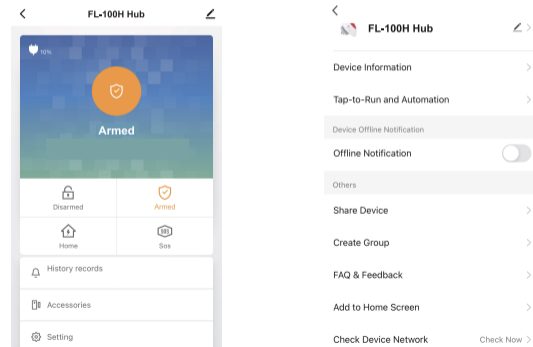 FL-100H Hub
10%
Armed
Disarmed
Armed
Home
SOS
Sos
History records
Accessories
Setting
FL-100H Hub
Device Information
Tap-to-Run and Automation
Device Offline Notification
Offline Notification
Others
Share Device
Create Group
FAQ & Feedback
Add to Home Screen
Check Device Network Check Now